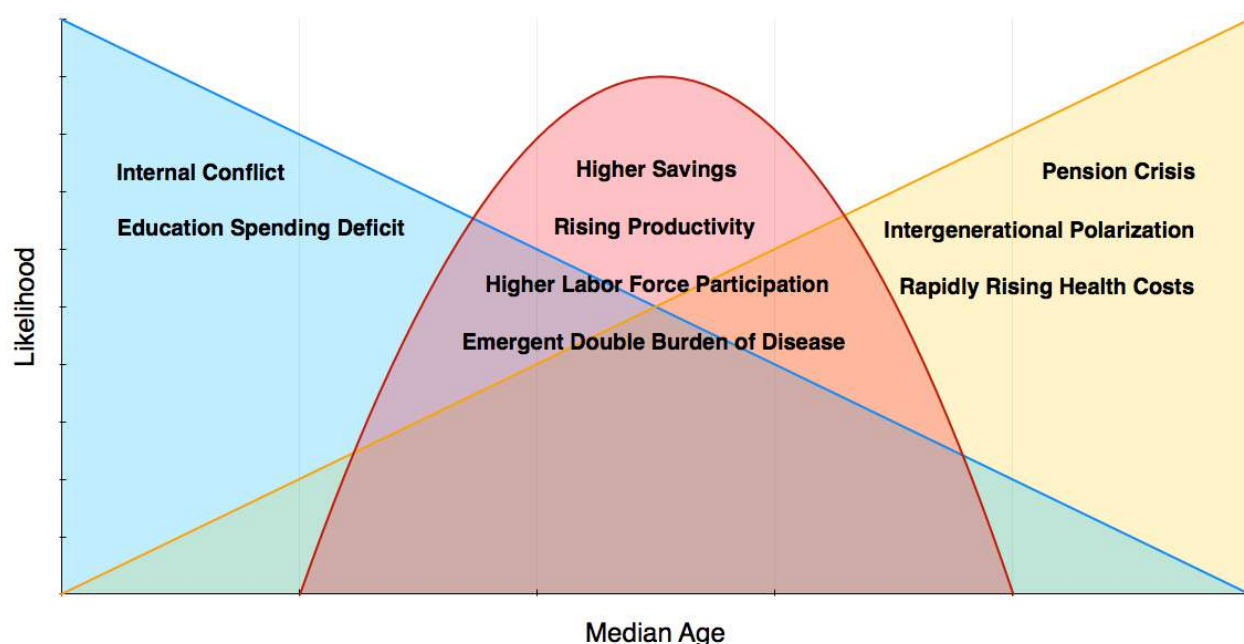 Internal Conflict
Education Spending Deficit
Higher Savings
Rising Productivity
Higher Labor Force Participation
Emergent Double Burden of Disease
Pension Crisis
Intergenerational Polarization
Rapidly Rising Health Costs
Likelihood
Median Age